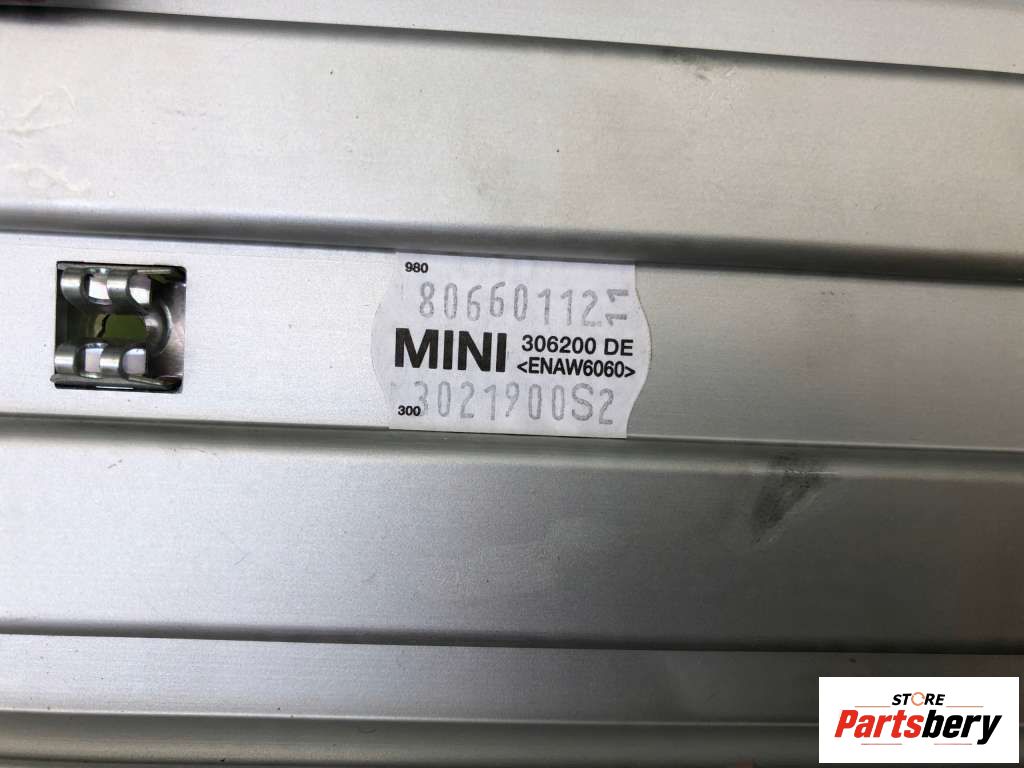 980
80660112 11
MINI 306200 DE
<ENAW6060>
300 3021900S2
STORE
Partsbery